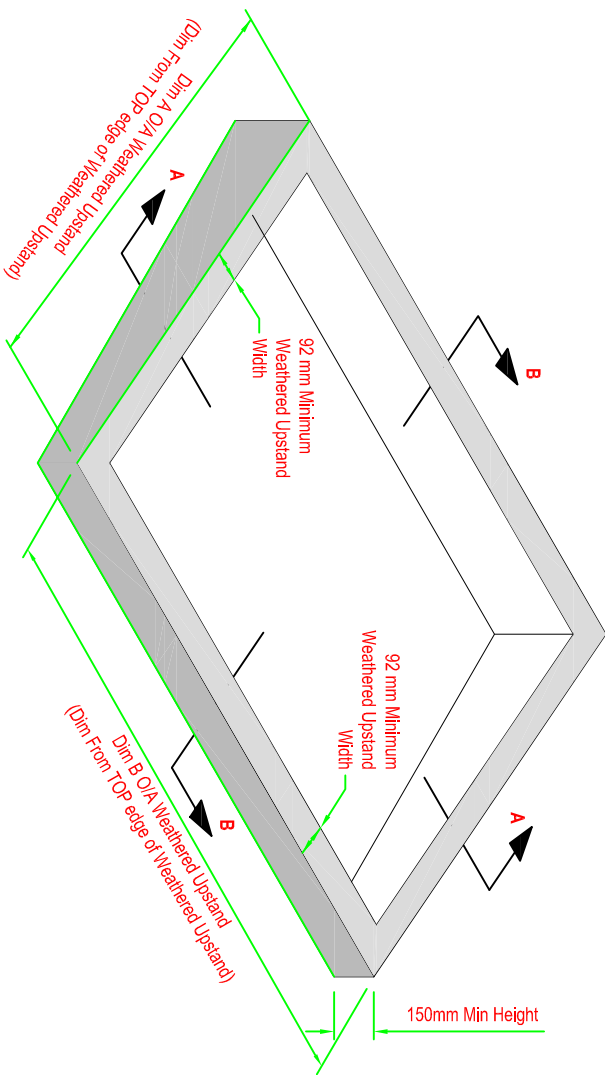 Dim A O/A Weathered Upstand
(Dim From TOP edge of Weathered Upstand)
A
B
92 mm Minimum
Weathered Upstand
Width
92 mm Minimum
Weathered Upstand
Width
A
B
Dim B O/A Weathered Upstand
(Dim From TOP edge of Weathered Upstand)
150mm Min Height